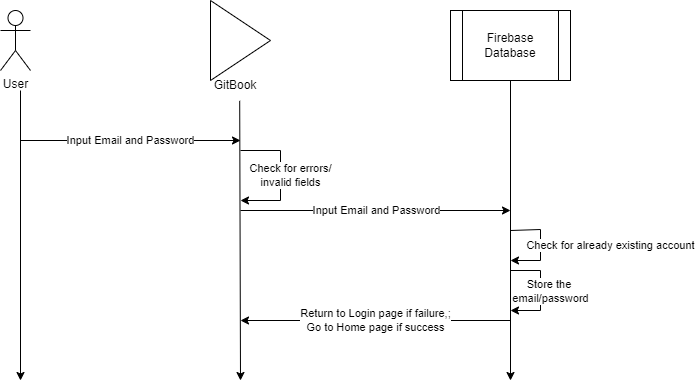 User
GitBook
Firebase
Database
Input Email and Password
Check for errors/
invalid fields
Input Email and Password
Check for already existing account
Store the
email/password
Return to Login page if failure,;
Go to Home page if success